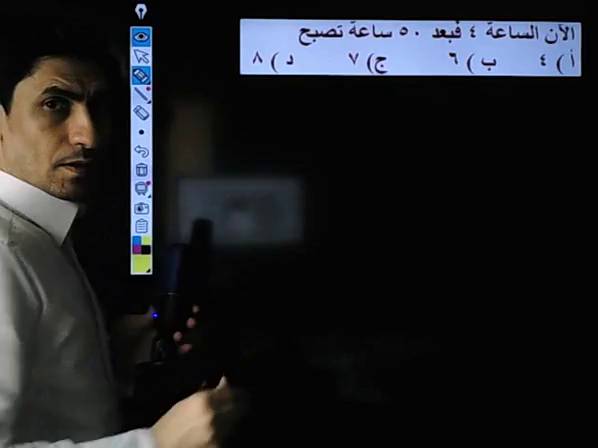 الآن الساعة ٤ فبعد ٥٠ ساعة تصبح
أ ) ٤ ب ) ٦ ج) ٧ د ) ٨